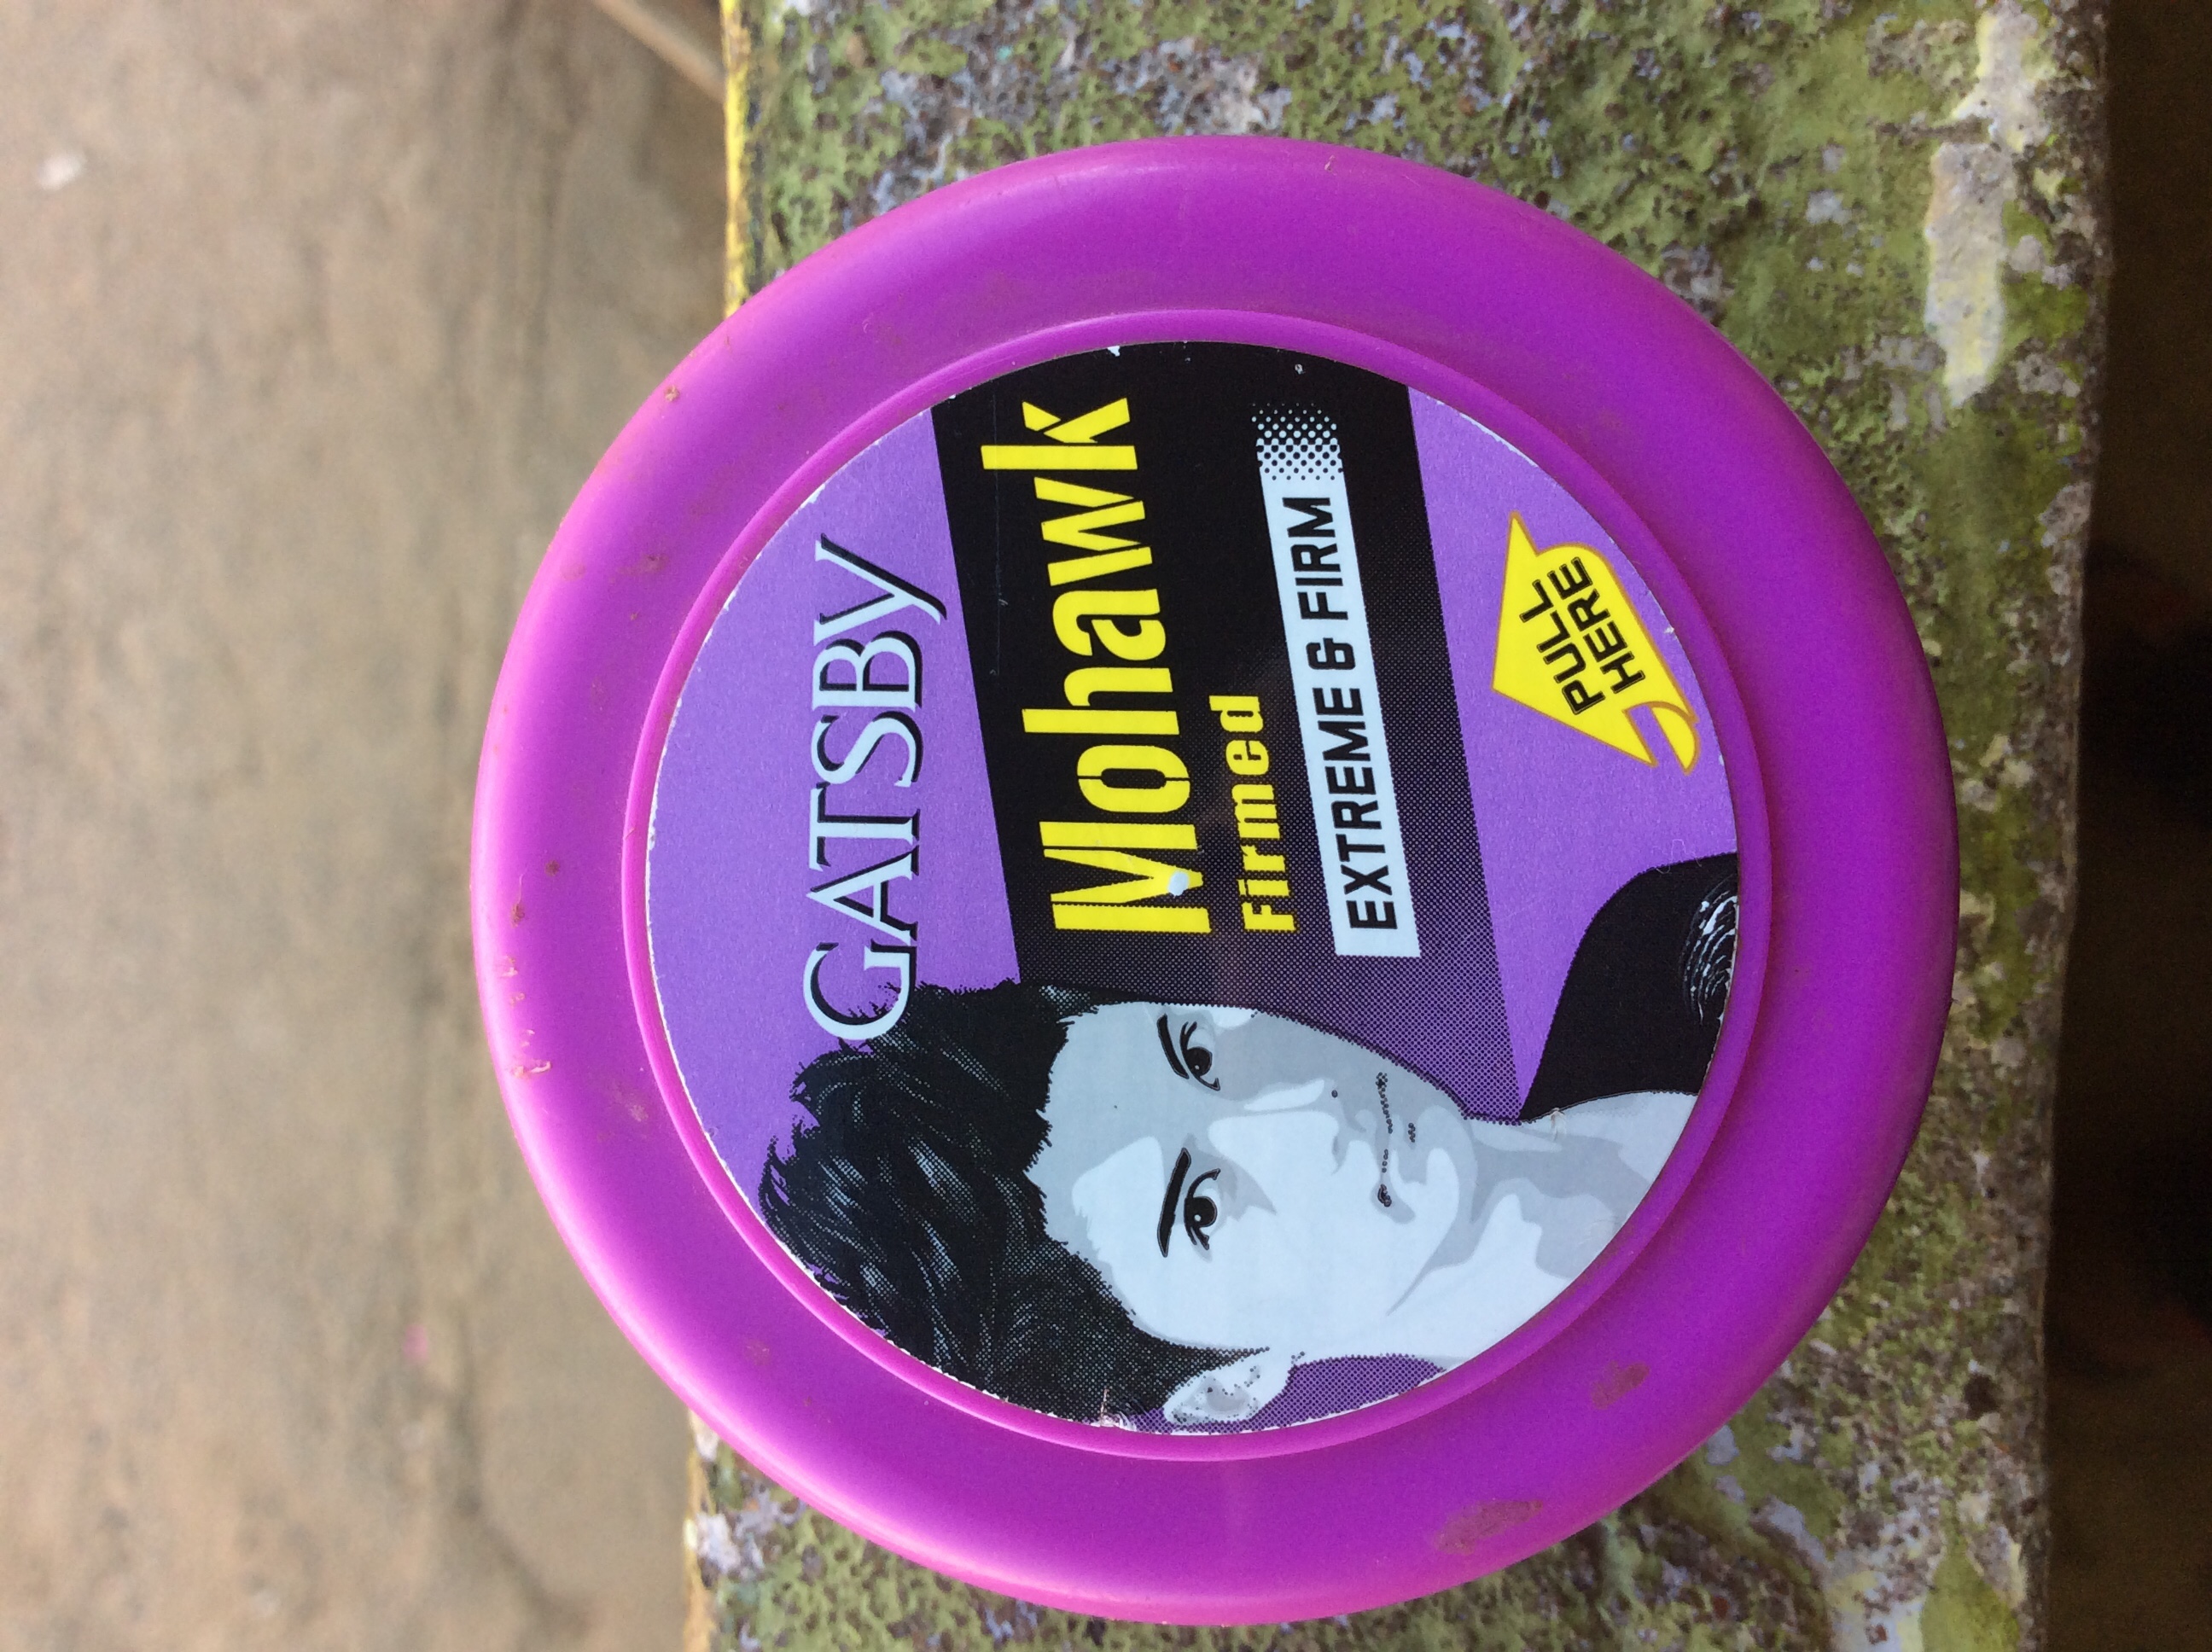 GATSBY
Mohawk
Firmed
EXTREME & FIRM
PULL
HERE